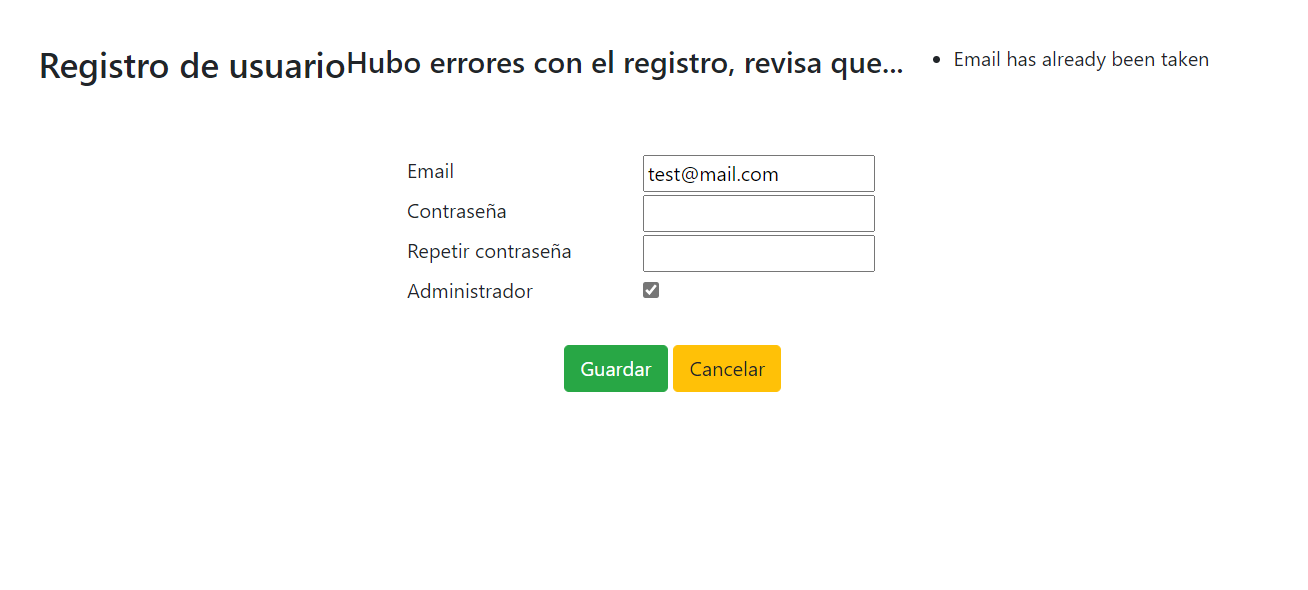 Registro de usuario
Hubo errores con el registro, revisa que...
Email has already been taken
Email
test@mail.com
Contraseña
Repetir contraseña
Administrador
Guardar
Cancelar